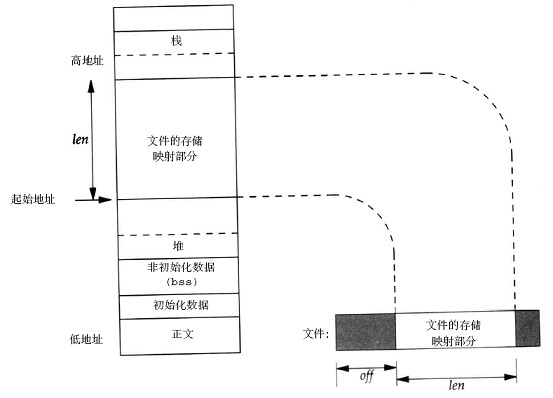 栈
高地址
len
文件的存储
映射部分
起始地址
堆
非初始化数据
(bss)
初始化数据
低地址
正文
文件:
文件的存储
映射部分
off
len